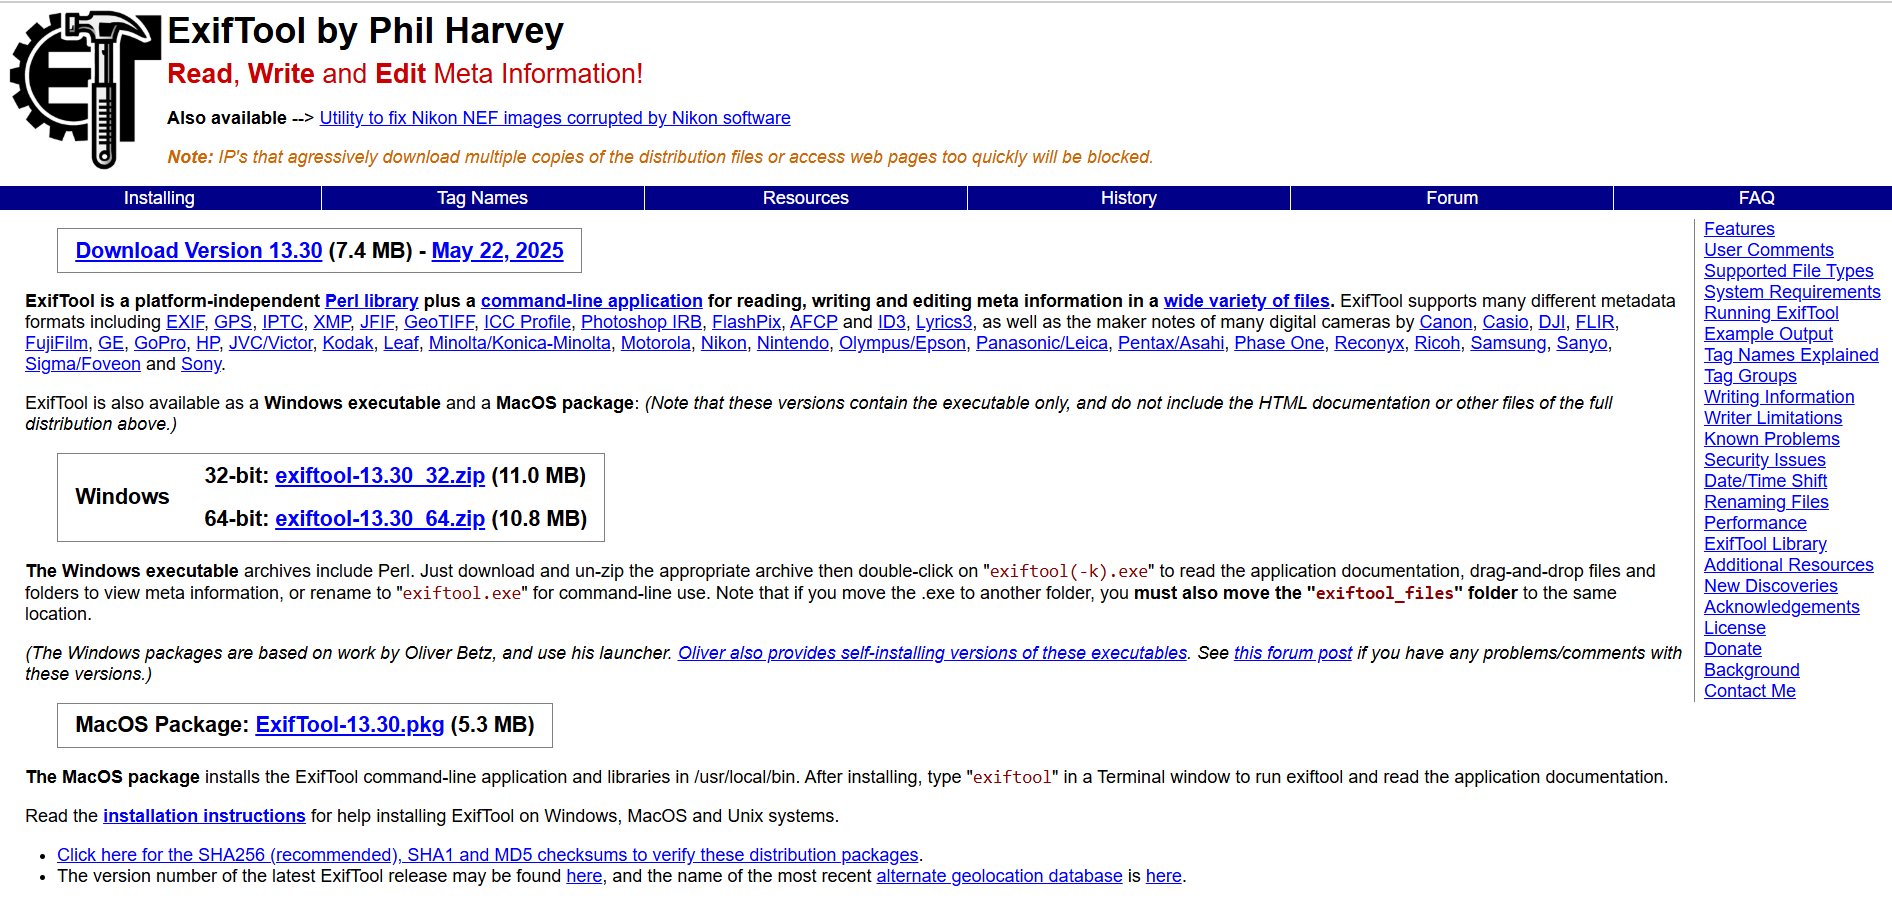 ET
ExifTool by Phil Harvey
Read, Write and Edit Meta Information!
Also available --> Utility to fix Nikon NEF images corrupted by Nikon software
Note: IP's that agressively download multiple copies of the distribution files or access web pages too quickly will be blocked.
Installing
Tag Names
Resources
History
Forum
FAQ
Download Version 13.30 (7.4 MB) - May 22, 2025
ExifTool is a platform-independent Perl library plus a command-line application for reading, writing and editing meta information in a wide variety of files. ExifTool supports many different metadata
formats including EXIF, GPS, IPTC, XMP, JFIF, GeoTIFF, ICC Profile, Photoshop IRB, FlashPix, AFCP and ID3, Lyrics3, as well as the maker notes of many digital cameras by Canon, Casio, DJI, FLIR,
FujiFilm, GE, GoPro, HP, JVC/Victor, Kodak, Leaf, Minolta/Konica-Minolta, Motorola, Nikon, Nintendo, Olympus/Epson, Panasonic/Leica, Pentax/Asahi, Phase One, Reconyx, Ricoh, Samsung, Sanyo,
Sigma/Foveon and Sony.
ExifTool is also available as a Windows executable and a MacOS package: (Note that these versions contain the executable only, and do not include the HTML documentation or other files of the full
distribution above.)
Windows
32-bit: exiftool-13.30_32.zip (11.0 MB)
64-bit: exiftool-13.30_64.zip (10.8 MB)
The Windows executable archives include Perl. Just download and un-zip the appropriate archive then double-click on "exiftool(-k).exe" to read the application documentation, drag-and-drop files and
folders to view meta information, or rename to "exiftool.exe" for command-line use. Note that if you move the .exe to another folder, you must also move the "exiftool_files" folder to the same
location.
(The Windows packages are based on work by Oliver Betz, and use his launcher. Oliver also provides self-installing versions of these executables. See this forum post if you have any problems/comments with
these versions.)
MacOS Package: ExifTool-13.30.pkg (5.3 MB)
The MacOS package installs the ExifTool command-line application and libraries in /usr/local/bin. After installing, type "exiftool" in a Terminal window to run exiftool and read the application documentation.
Read the installation instructions for help installing ExifTool on Windows, MacOS and Unix systems.
• Click here for the SHA256 (recommended), SHA1 and MD5 checksums to verify these distribution packages.
• The version number of the latest ExifTool release may be found here, and the name of the most recent alternate geolocation database is here.
Features
User Comments
Supported File Types
System Requirements
Running ExifTool
Example Output
Tag Names Explained
Tag Groups
Writing Information
Writer Limitations
Known Problems
Security Issues
Date/Time Shift
Renaming Files
Performance
ExifTool Library
Additional Resources
New Discoveries
Acknowledgements
License
Donate
Background
Contact Me